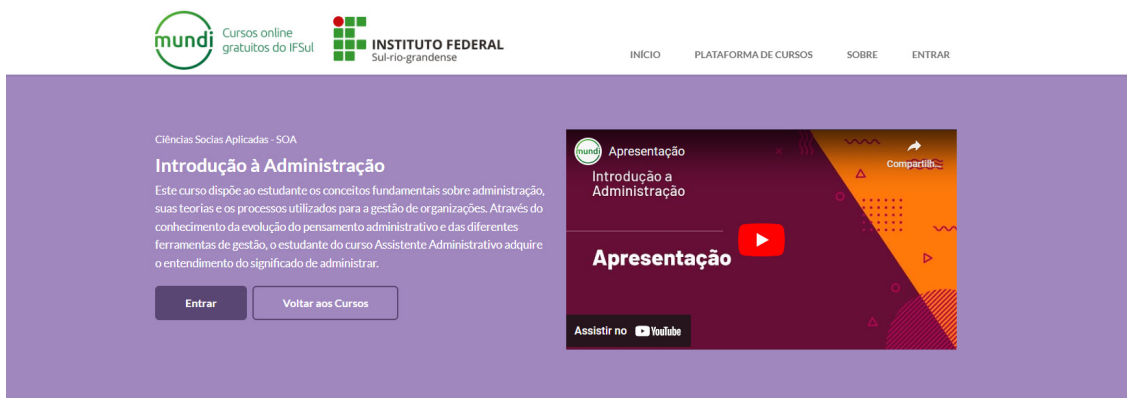 mundi
Cursos online
gratuitos do IFSul
INSTITUTO FEDERAL
Sul-rio-grandense
INÍCIO
PLATAFORMA DE CURSOS
SOBRE
ENTRAR
Ciências Socias Aplicadas - SOA
Introdução à Administração
Este curso dispõe ao estudante os conceitos fundamentais sobre administração,
suas teorias e os processos utilizados para a gestão de organizações. Através do
conhecimento da evolução do pensamento administrativo e das diferentes
ferramentas de gestão, o estudante do curso Assistente Administrativo adquire
o entendimento do significado de administrar.
Entrar
Voltar aos Cursos
mundi
Apresentação
Compartilh...
Introdução a
Administração
Apresentação
Assistir no YouTube